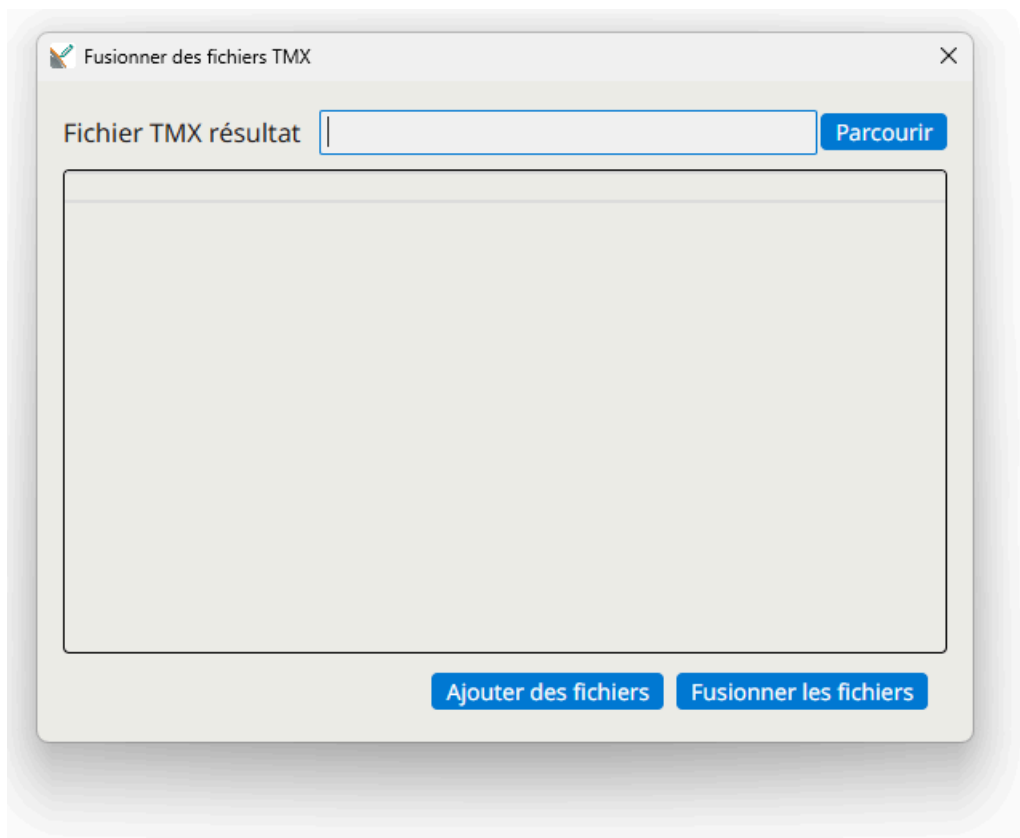 Fusionner des fichiers TMX
Fichier TMX résultat Parcourir
Ajouter des fichiers Fusionner les fichiers